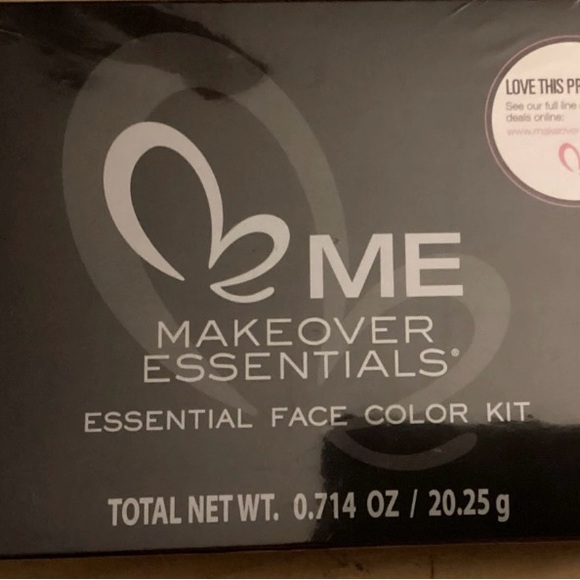 LOVE THIS
See our full line
deals online:
ME
MAKEOVER
ESSENTIALS®
ESSENTIAL FACE COLOR KIT
TOTAL NET WT. 0.714 OZ / 20.25 g